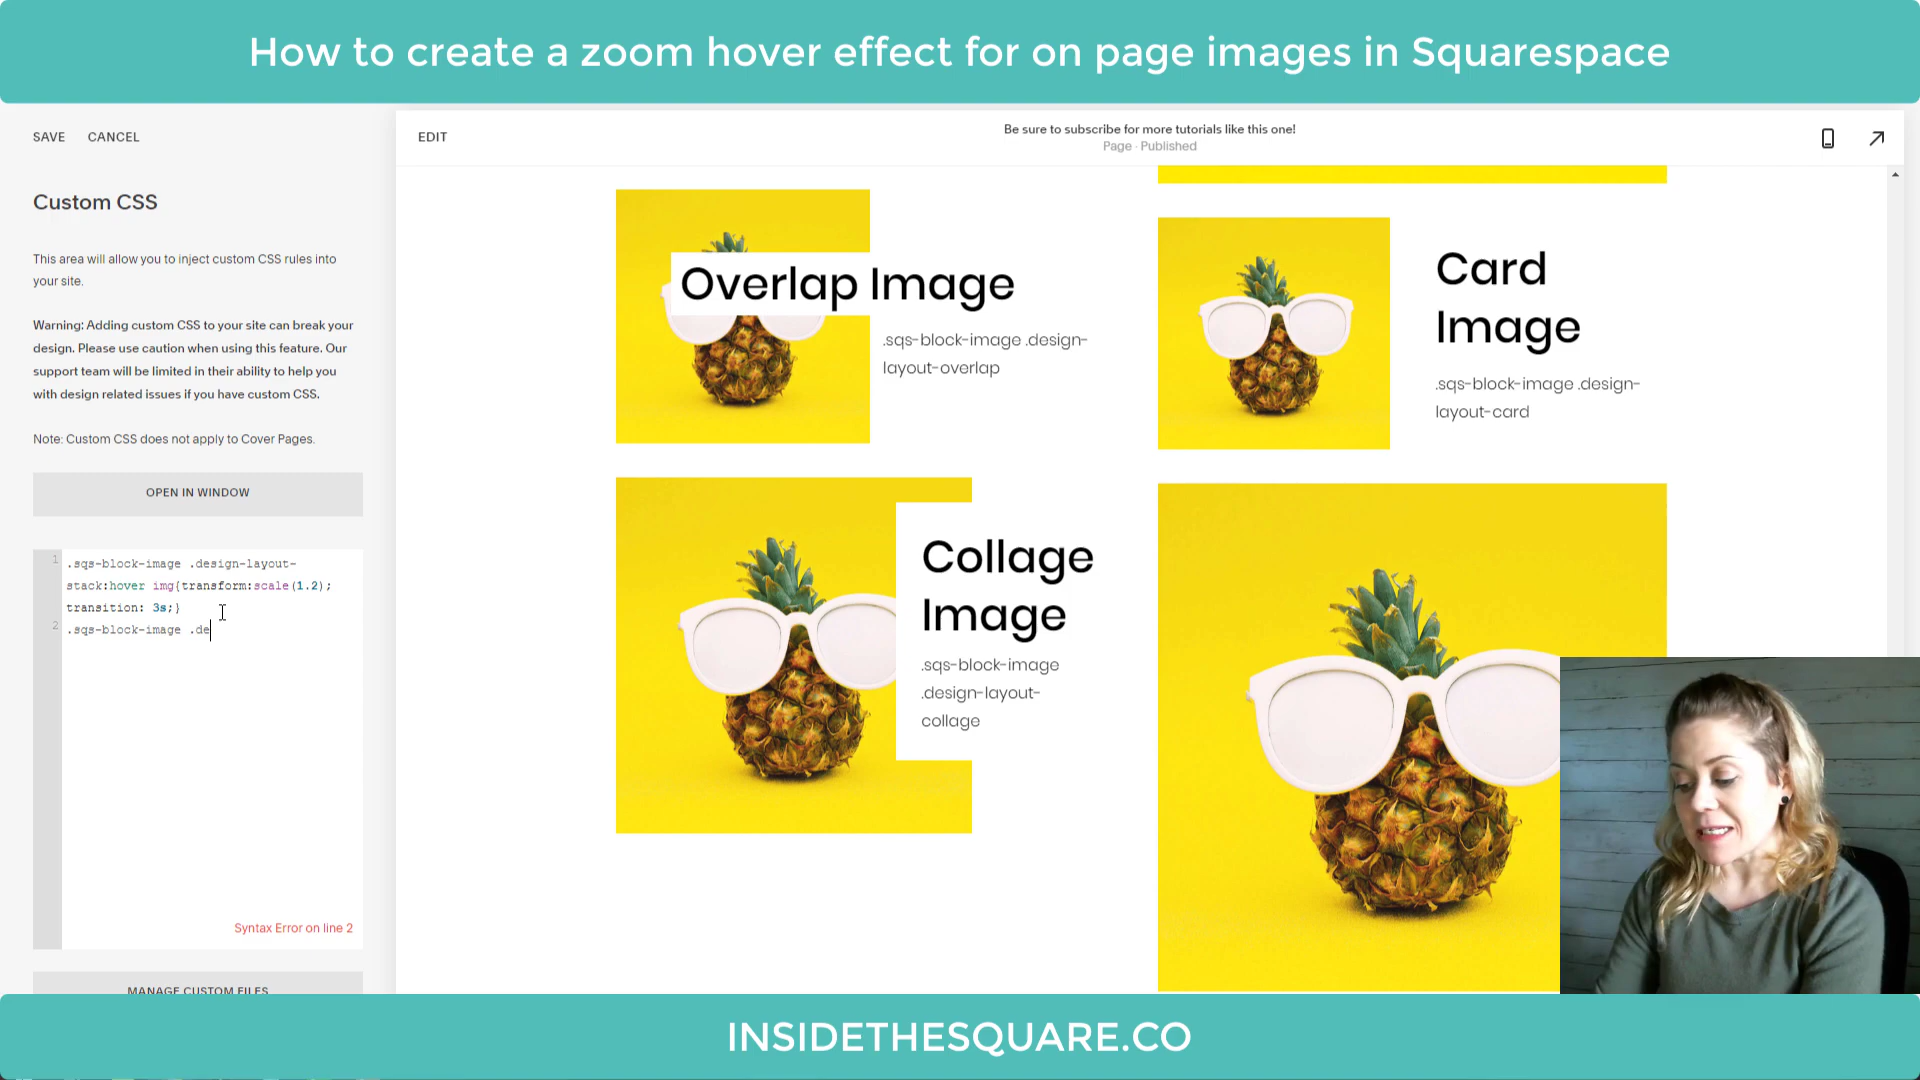 How to create a zoom hover effect for on page images in Squarespace
SAVE CANCEL
Custom CSS
This area will allow you to inject custom CSS rules into
your site.
Warning: Adding custom CSS to your site can break your
design. Please use caution when using this feature. Our
support team will be limited in their ability to help you
with design related issues if you have custom CSS.
Note: Custom CSS does not apply to Cover Pages.
OPEN IN WINDOW
1 .sqs-block-image .design-layout-
stack:hover img{transform:scale(1.2);
transition: 3s;}
2 .sqs-block-image .de
Syntax Error on line 2
MANAGE CUSTOM FILES
EDIT
Be sure to subscribe for more tutorials like this one!
Page · Published
Overlap Image
.sqs-block-image .design-
layout-overlap
Card
Image
.sqs-block-image .design-
layout-card
Collage
Image
.sqs-block-image
.design-layout-
collage
INSIDETHESQUARE.CO